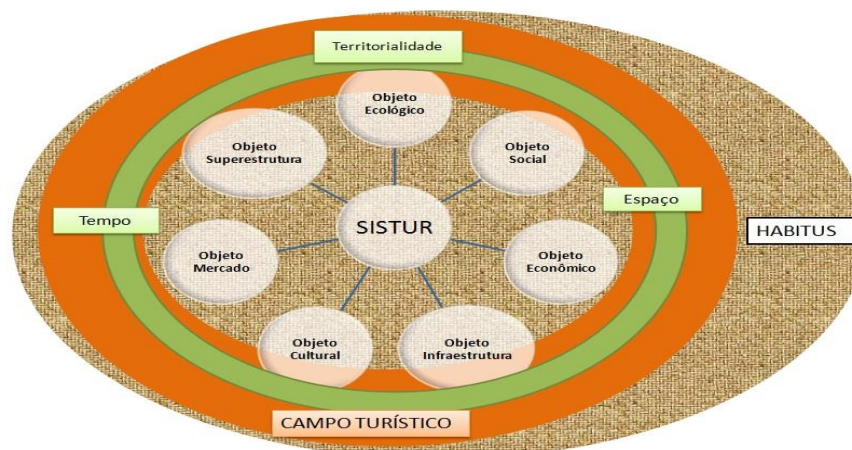 Territorialidade
Objeto
Ecológico
Objeto
Superestrutura
Objeto
Social
Tempo
SISTUR
Espaço
HABITUS
Objeto
Mercado
Objeto
Econômico
Objeto
Cultural
Objeto
Infraestrutura
CAMPO TURÍSTICO